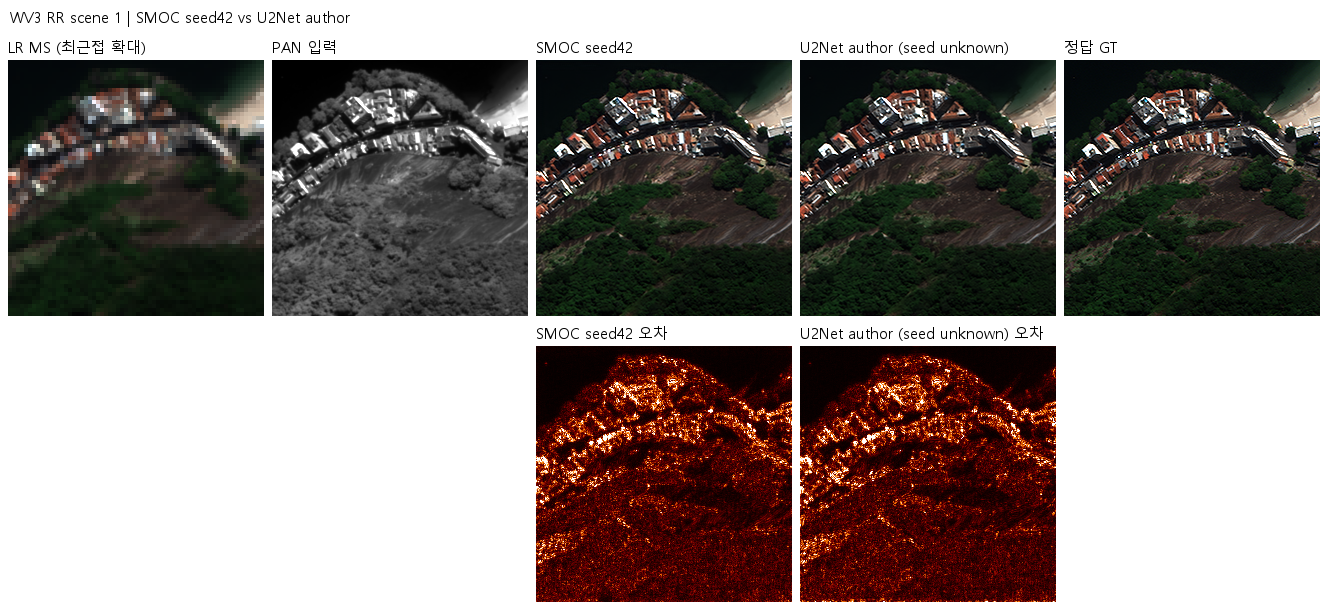 WV3 RR scene 1 | SMOC seed42 vs U2Net author
LR MS (최근접 확대)
PAN 입력
SMOC seed42
U2Net author (seed unknown)
정답 GT
SMOC seed42 오차
U2Net author (seed unknown) 오차